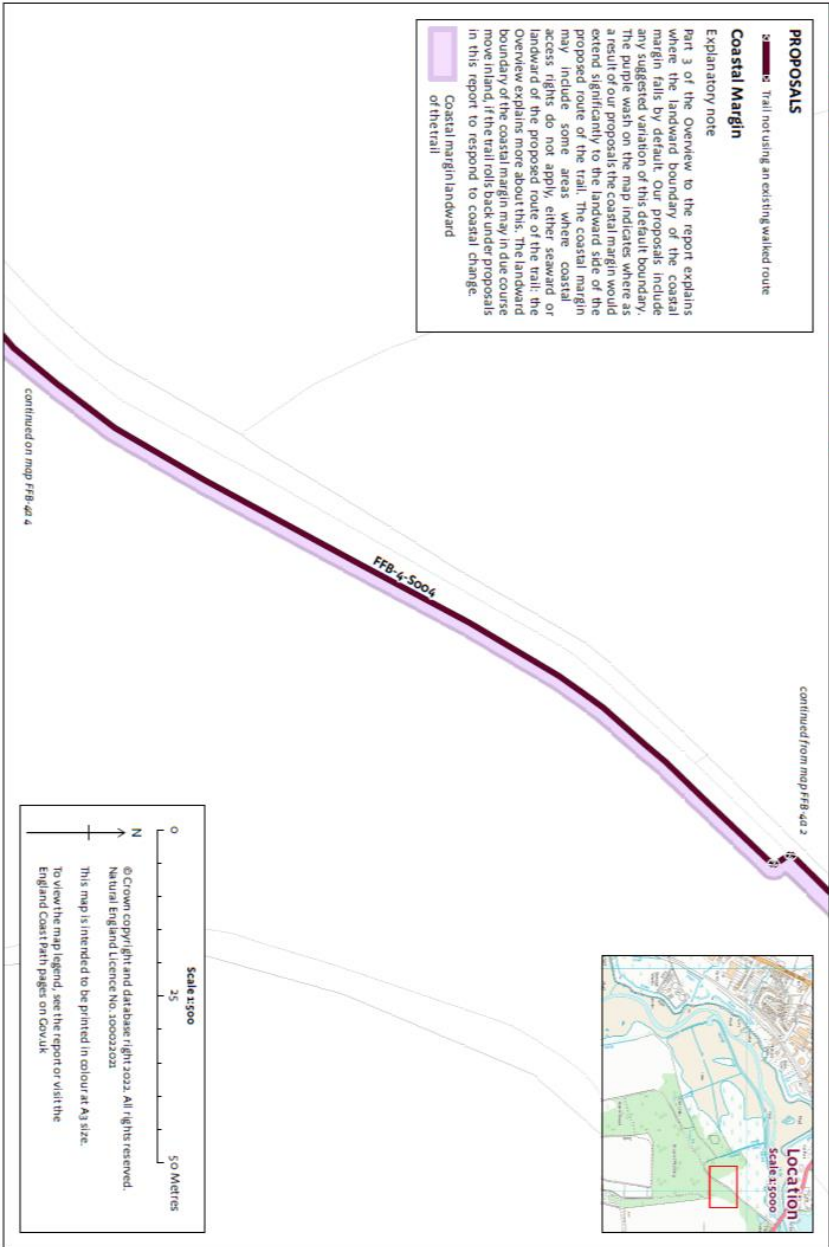 PROPOSALS
Trail not using an existing walked route
Coastal Margin
Explanatory note
Part 3 of the Overview to the report explains
where the landward boundary of the coastal
margin falls by default. Our proposals include
any suggested variation of this default boundary.
The purple wash on the map indicates where as
a result of our proposals the coastal margin would
extend significantly to the landward side of the
proposed route of the trail. The coastal margin
may include some areas where coastal
access rights do not apply, either seaward or
landward of the proposed route of the trail: the
Overview explains more about this. The landward
boundary of the coastal margin may in due course
move inland, if the trail rolls back under proposals
in this report to respond to coastal change.
Coastal margin landward
of the trail
continued from map FFB-4a 2
FFB-4-S004
continued on map FFB-4a 4
Location
Scale 1:5000
Scale 1:500
0 25 50 Metres
N
© Crown copyright and database right 2022. All rights reserved.
Natural England Licence No. 100022021
This map is intended to be printed in colour at A3 size.
To view the map legend, see the report or visit the
England Coast Path pages on Gov.uk